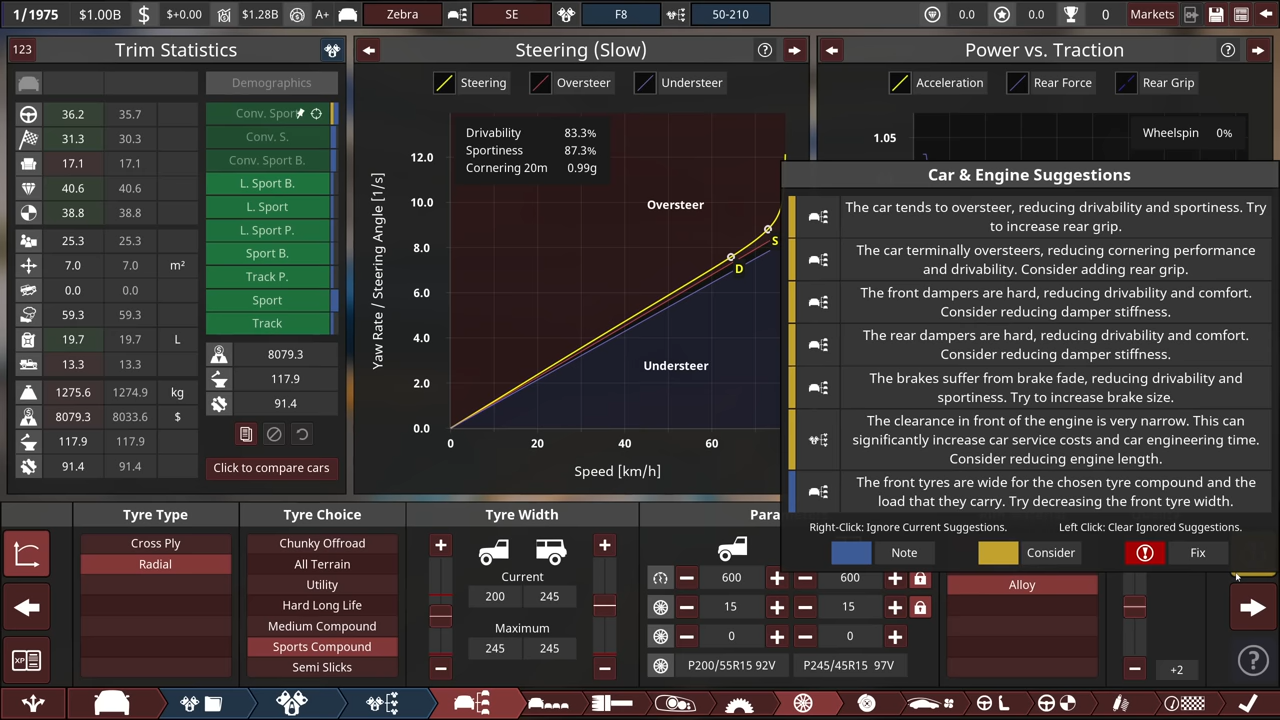 1/1975 $1.00B $+0.00 $1.28B A+ Zebra SE F8 50-210 0.0 0.0 0 Markets
123 Trim Statistics
Demographics
36.2 35.7
31.3 30.3
17.1 17.1
40.6 40.6
38.8 38.8
25.3 25.3
7.0 7.0 m²
0.0 0.0
59.3 59.3
19.7 19.7 L
13.3 13.3
1275.6 1274.9 kg
8079.3 8033.6 $
117.9 117.9
91.4 91.4
Conv. Sport
Conv. S.
Conv. Sport B.
L. Sport B.
L. Sport
L. Sport P.
Sport B.
Track P.
Sport
Track
8079.3
117.9
91.4
Click to compare cars
Steering (Slow)
Steering Oversteer Understeer
Drivability 83.3%
Sportiness 87.3%
Cornering 20m 0.99g
Yaw Rate / Steering Angle [1/s]
12.0
10.0
8.0
6.0
4.0
2.0
0.0
Oversteer
Understeer
S
D
0 20 40 60
Speed [km/h]
Power vs. Traction
Acceleration Rear Force Rear Grip
1.05
Wheelspin 0%
Car & Engine Suggestions
The car tends to oversteer, reducing drivability and sportiness. Try
to increase rear grip.
The car terminally oversteers, reducing cornering performance
and drivability. Consider adding rear grip.
The front dampers are hard, reducing drivability and comfort.
Consider reducing damper stiffness.
The rear dampers are hard, reducing drivability and comfort.
Consider reducing damper stiffness.
The brakes suffer from brake fade, reducing drivability and
sportiness. Try to increase brake size.
The clearance in front of the engine is very narrow. This can
significantly increase car service costs and car engineering time.
Consider reducing engine length.
The front tyres are wide for the chosen tyre compound and the
load that they carry. Try decreasing the front tyre width.
Right-Click: Ignore Current Suggestions. Left Click: Clear Ignored Suggestions.
Note Consider Fix
Tyre Type
Cross Ply
Radial
Tyre Choice
Chunky Offroad
All Terrain
Utility
Hard Long Life
Medium Compound
Sports Compound
Semi Slicks
Tyre Width
Current
200 245
Maximum
245 245
600 600
15 15
0 0
P200/55R15 92V P245/45R15 97V
Alloy
+2
XP